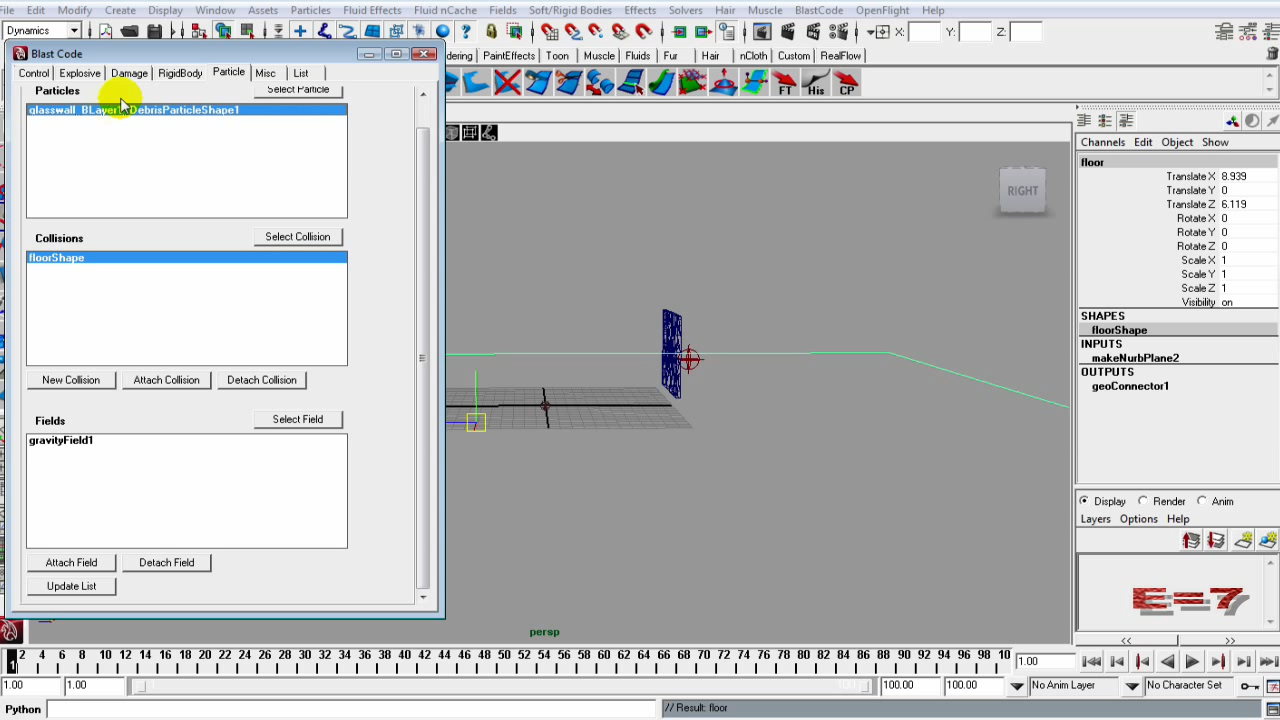 File Edit Modify Create Display Window Assets Particles Fluid Effects Fluid nCache Fields Soft/Rigid Bodies Effects Solvers Hair Muscle BlastCode OpenFlight Help
Dynamics X: Y: Z:
Blast Code
dering PaintEffects Toon Muscle Fluids Fur Hair nCloth Custom RealFlow
Control Explosive Damage RigidBody Particle Misc List
FT His CP
Particles Select Particle
Collisions Select Collision
floorShape
New Collision Attach Collision Detach Collision
Fields Select Field
gravityField1
Attach Field Detach Field
Update List
RIGHT
persp
Channels Edit Object Show
floor
Translate X 8.939
Translate Y 0
Translate Z 6.119
Rotate X 0
Rotate Y 0
Rotate Z 0
Scale X 1
Scale Y 1
Scale Z 1
Visibility on
SHAPES
floorShape
INPUTS
makeNurbPlane2
OUTPUTS
geoConnector1
Display Render Anim
Layers Options Help
E=7
<< >>
2 4 6 8 10 12 14 16 18 20 22 24 26 28 30 32 34 36 38 40 42 44 46 48 50 52 54 56 58 60 62 64 66 68 70 72 74 76 78 80 82 84 86 88 90 92 94 96 98 10
1 1.00
1.00 1.00 100 100.00 100.00 No Anim Layer No Character Set
Python // Result: floor